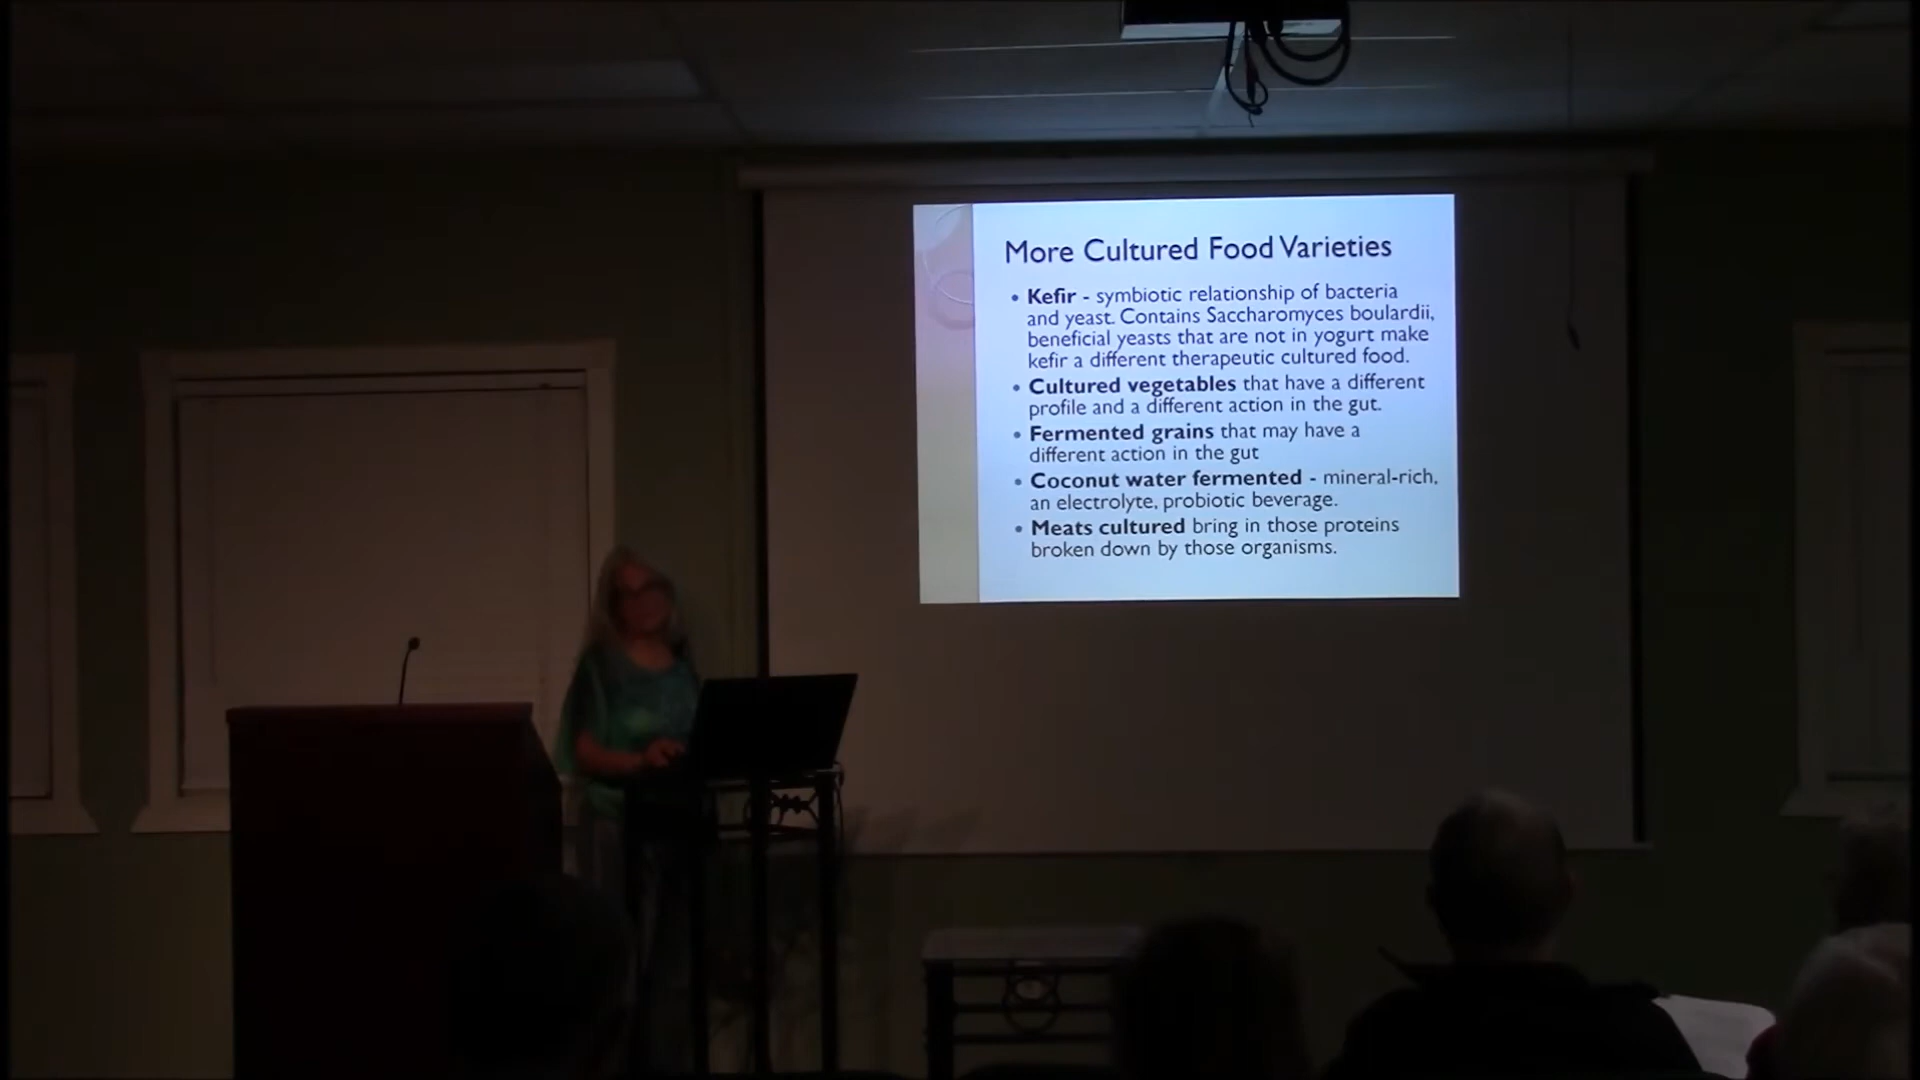 More Cultured Food Varieties
• Kefir - symbiotic relationship of bacteria
and yeast. Contains Saccharomyces boulardii,
beneficial yeasts that are not in yogurt make
kefir a different therapeutic cultured food.
• Cultured vegetables that have a different
profile and a different action in the gut.
• Fermented grains that may have a
different action in the gut
• Coconut water fermented - mineral-rich,
an electrolyte, probiotic beverage.
• Meats cultured bring in those proteins
broken down by those organisms.